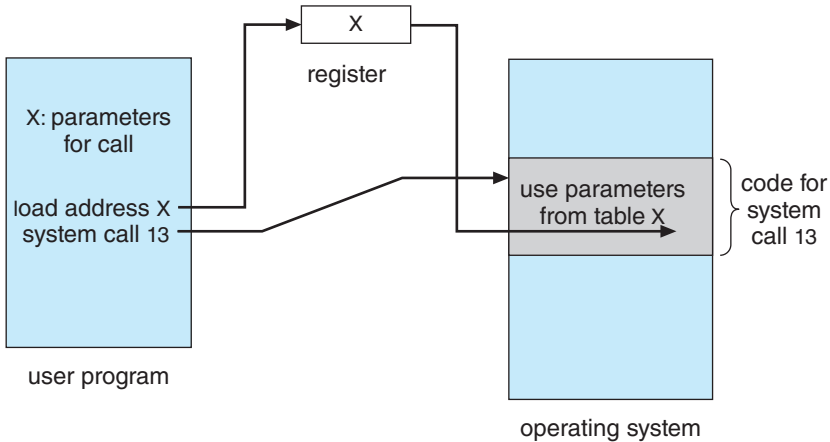 X
register
X: parameters
for call
load address X
system call 13
user program
use parameters
from table X
code for
system
call 13
operating system